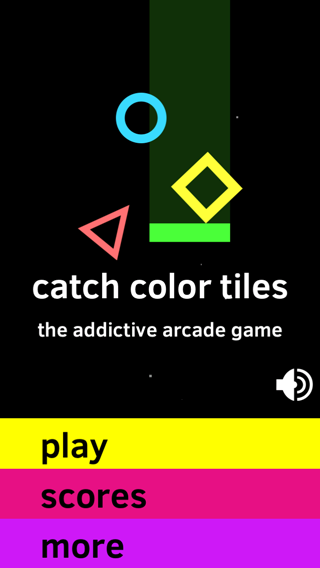 catch color tiles
the addictive arcade game
play
scores
more